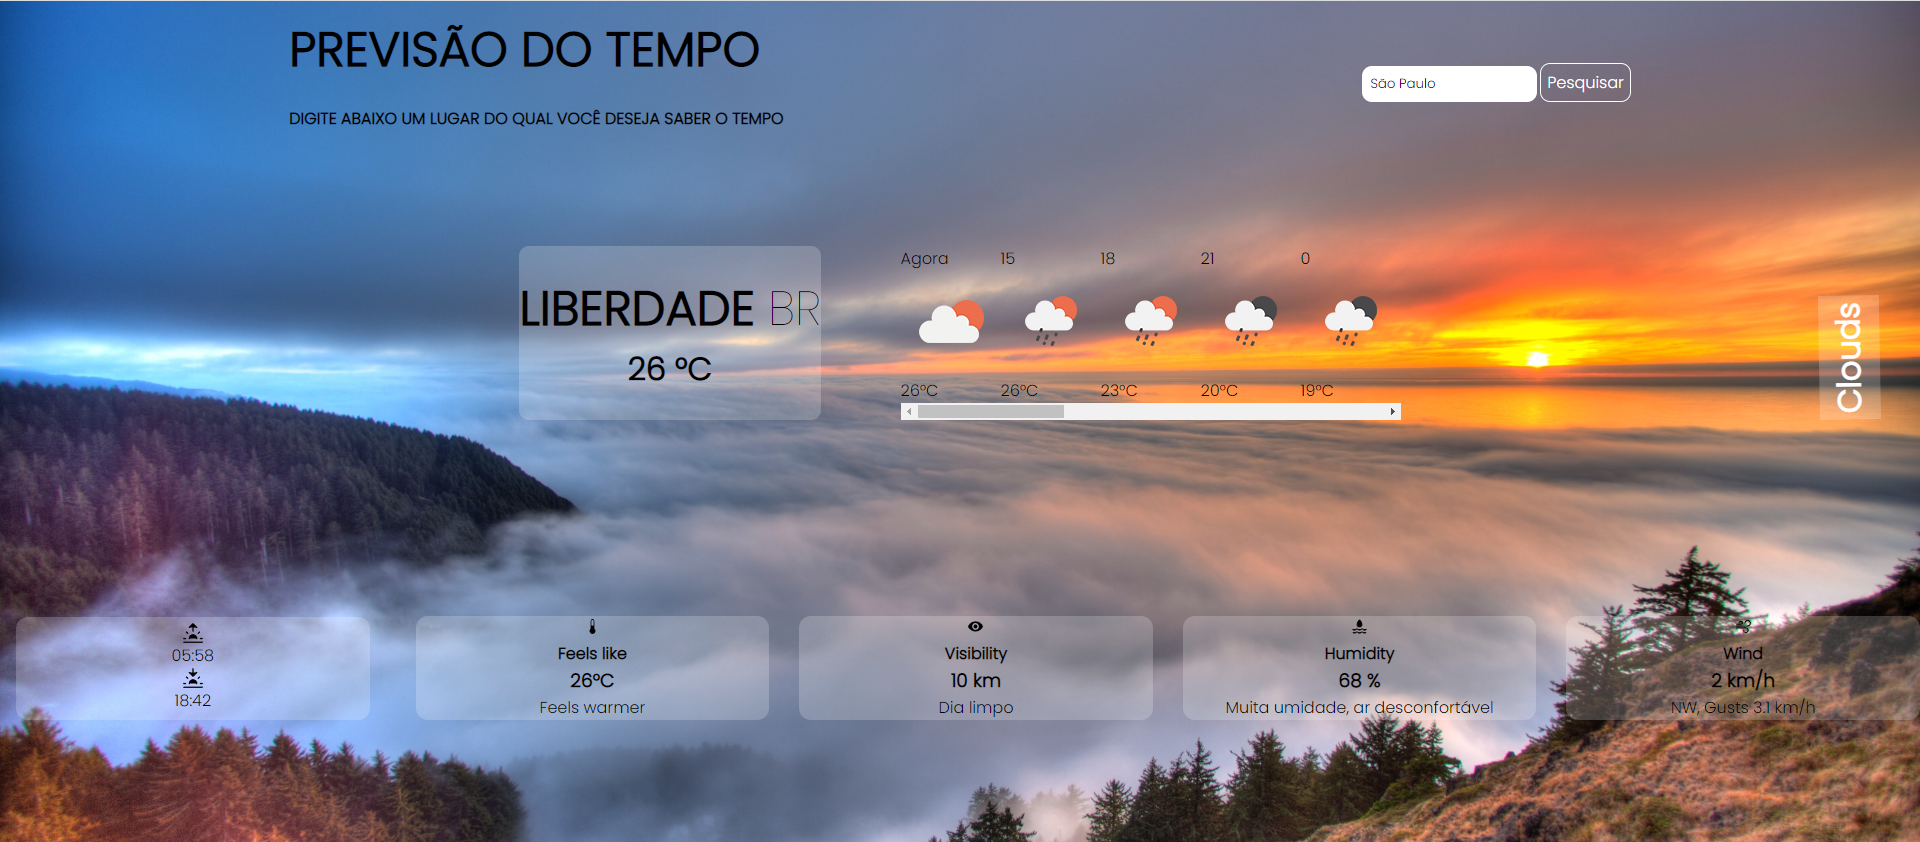 PREVISÃO DO TEMPO
DIGITE ABAIXO UM LUGAR DO QUAL VOCÊ DESEJA SABER O TEMPO
São Paulo
Pesquisar
LIBERDADE BR
26 °C
Agora 15 18 21 0
26°C 26°C 23°C 20°C 19°C
Clouds
05:58
18:42
Feels like
26°C
Feels warmer
Visibility
10 km
Dia limpo
Humidity
68 %
Muita umidade, ar desconfortável
Wind
2 km/h
NW, Gusts 3.1 km/h